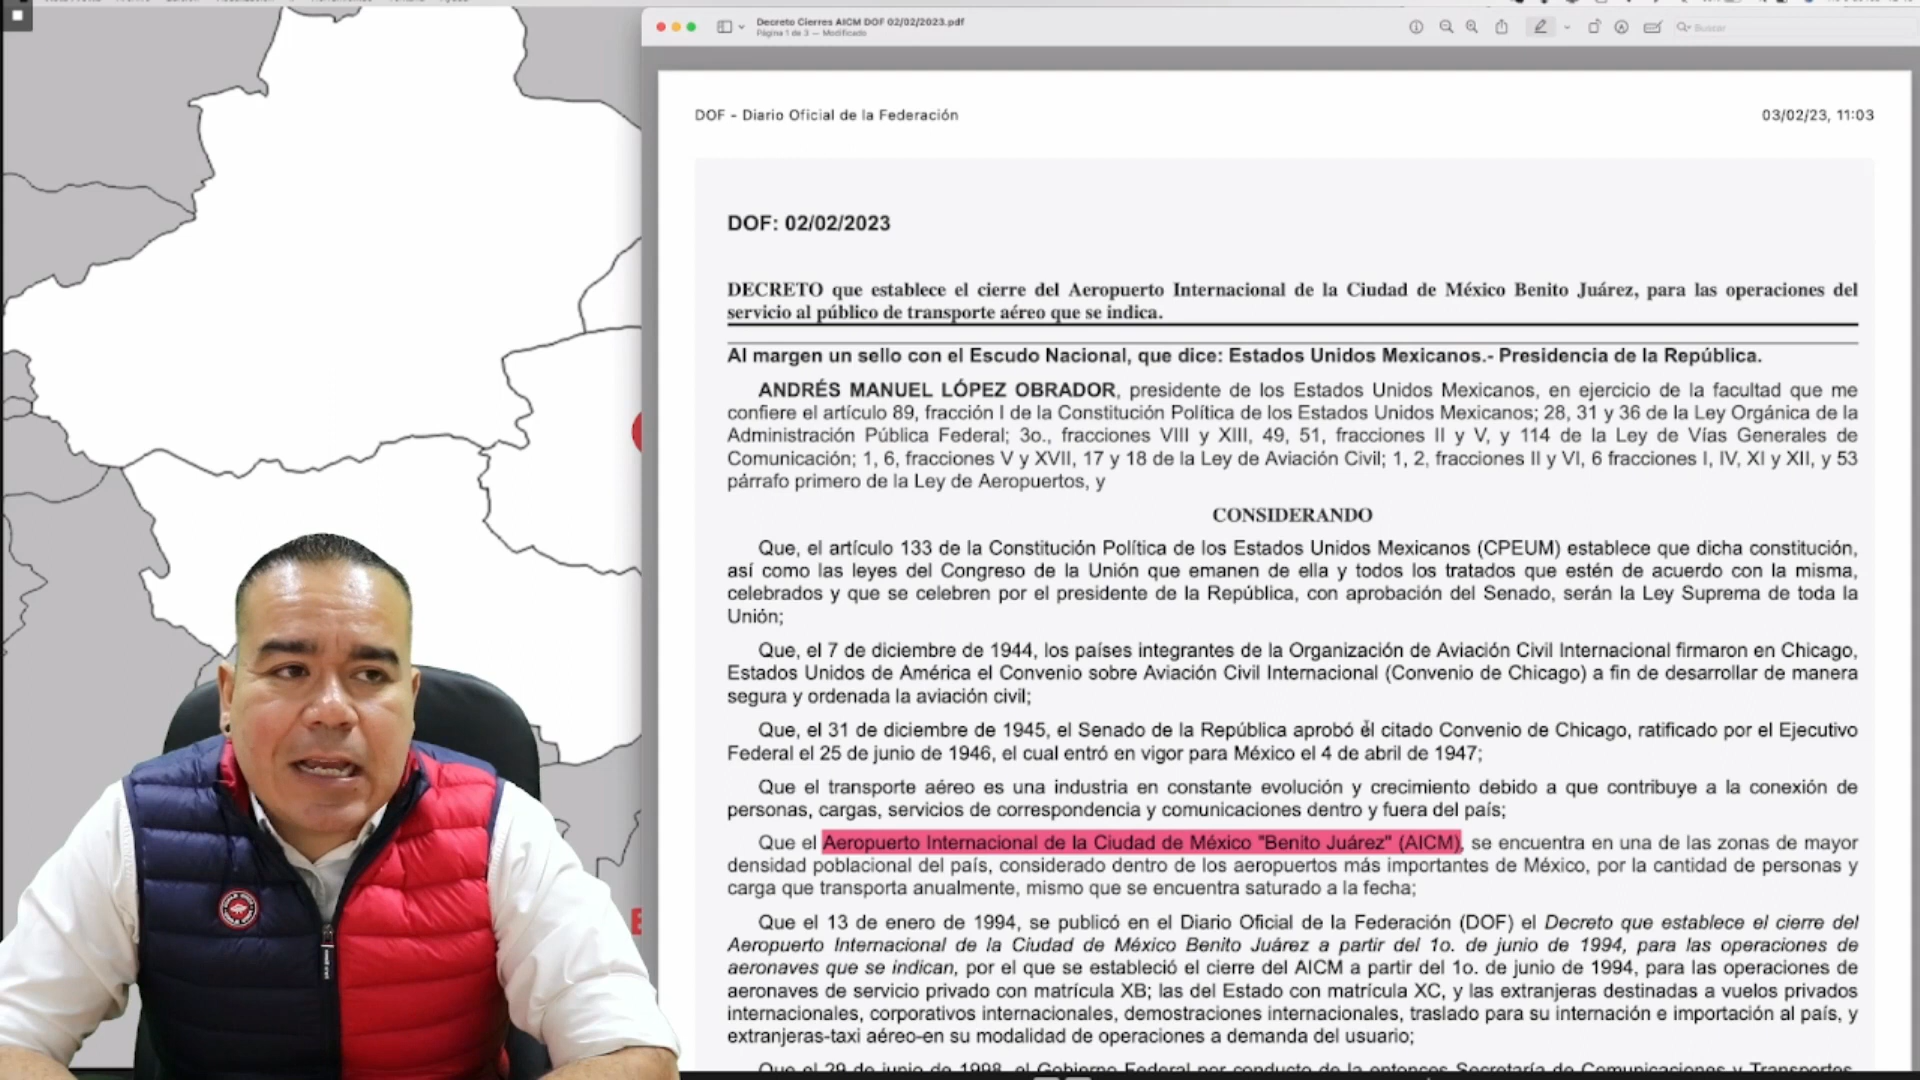 Decreto Cierres AICM DOF 02/02/2023.pdf
Página 1 de 3 — Modificado
Buscar
DOF - Diario Oficial de la Federación
03/02/23, 11:03
DOF: 02/02/2023
DECRETO que establece el cierre del Aeropuerto Internacional de la Ciudad de México Benito Juárez, para las operaciones del
servicio al público de transporte aéreo que se indica.
Al margen un sello con el Escudo Nacional, que dice: Estados Unidos Mexicanos.- Presidencia de la República.
ANDRÉS MANUEL LÓPEZ OBRADOR, presidente de los Estados Unidos Mexicanos, en ejercicio de la facultad que me
confiere el artículo 89, fracción I de la Constitución Política de los Estados Unidos Mexicanos; 28, 31 y 36 de la Ley Orgánica de la
Administración Pública Federal; 3o., fracciones VIII y XIII, 49, 51, fracciones II y V, y 114 de la Ley de Vías Generales de
Comunicación; 1, 6, fracciones V y XVII, 17 y 18 de la Ley de Aviación Civil; 1, 2, fracciones II y VI, 6 fracciones I, IV, XI y XII, y 53
párrafo primero de la Ley de Aeropuertos, y
CONSIDERANDO
Que, el artículo 133 de la Constitución Política de los Estados Unidos Mexicanos (CPEUM) establece que dicha constitución,
así como las leyes del Congreso de la Unión que emanen de ella y todos los tratados que estén de acuerdo con la misma,
celebrados y que se celebren por el presidente de la República, con aprobación del Senado, serán la Ley Suprema de toda la
Unión;
Que, el 7 de diciembre de 1944, los países integrantes de la Organización de Aviación Civil Internacional firmaron en Chicago,
Estados Unidos de América el Convenio sobre Aviación Civil Internacional (Convenio de Chicago) a fin de desarrollar de manera
segura y ordenada la aviación civil;
Que, el 31 de diciembre de 1945, el Senado de la República aprobó el citado Convenio de Chicago, ratificado por el Ejecutivo
Federal el 25 de junio de 1946, el cual entró en vigor para México el 4 de abril de 1947;
Que el transporte aéreo es una industria en constante evolución y crecimiento debido a que contribuye a la conexión de
personas, cargas, servicios de correspondencia y comunicaciones dentro y fuera del país;
Que el Aeropuerto Internacional de la Ciudad de México "Benito Juárez" (AICM), se encuentra en una de las zonas de mayor
densidad poblacional del país, considerado dentro de los aeropuertos más importantes de México, por la cantidad de personas y
carga que transporta anualmente, mismo que se encuentra saturado a la fecha;
Que el 13 de enero de 1994, se publicó en el Diario Oficial de la Federación (DOF) el Decreto que establece el cierre del
Aeropuerto Internacional de la Ciudad de México Benito Juárez a partir del 1o. de junio de 1994, para las operaciones de
aeronaves que se indican, por el que se estableció el cierre del AICM a partir del 1o. de junio de 1994, para las operaciones de
aeronaves de servicio privado con matrícula XB; las del Estado con matrícula XC, y las extranjeras destinadas a vuelos privados
internacionales, corporativos internacionales, demostraciones internacionales, traslado para su internación e importación al país, y
extranjeras-taxi aéreo-en su modalidad de operaciones a demanda del usuario;
Que el 29 de junio de 1998, el Gobierno Federal por conducto de la entonces Secretaría de Comunicaciones y Transportes,